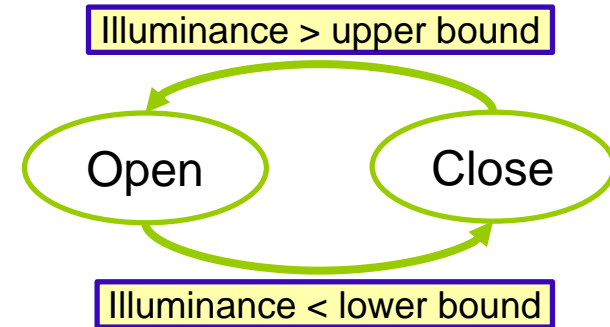 Illuminance > upper bound
Open
Close
Illuminance < lower bound